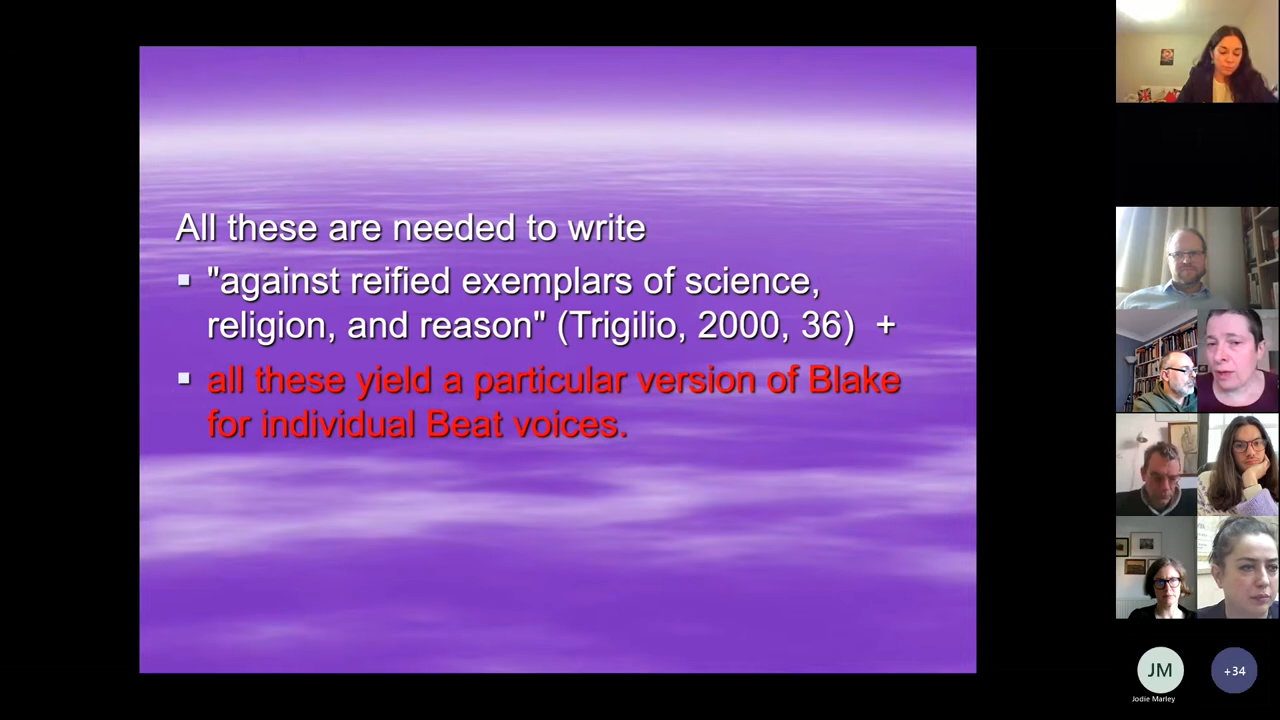 All these are needed to write
"against reified exemplars of science,
religion, and reason" (Trigilio, 2000, 36) +
all these yield a particular version of Blake
for individual Beat voices.
JM
+34
Jodie Marley